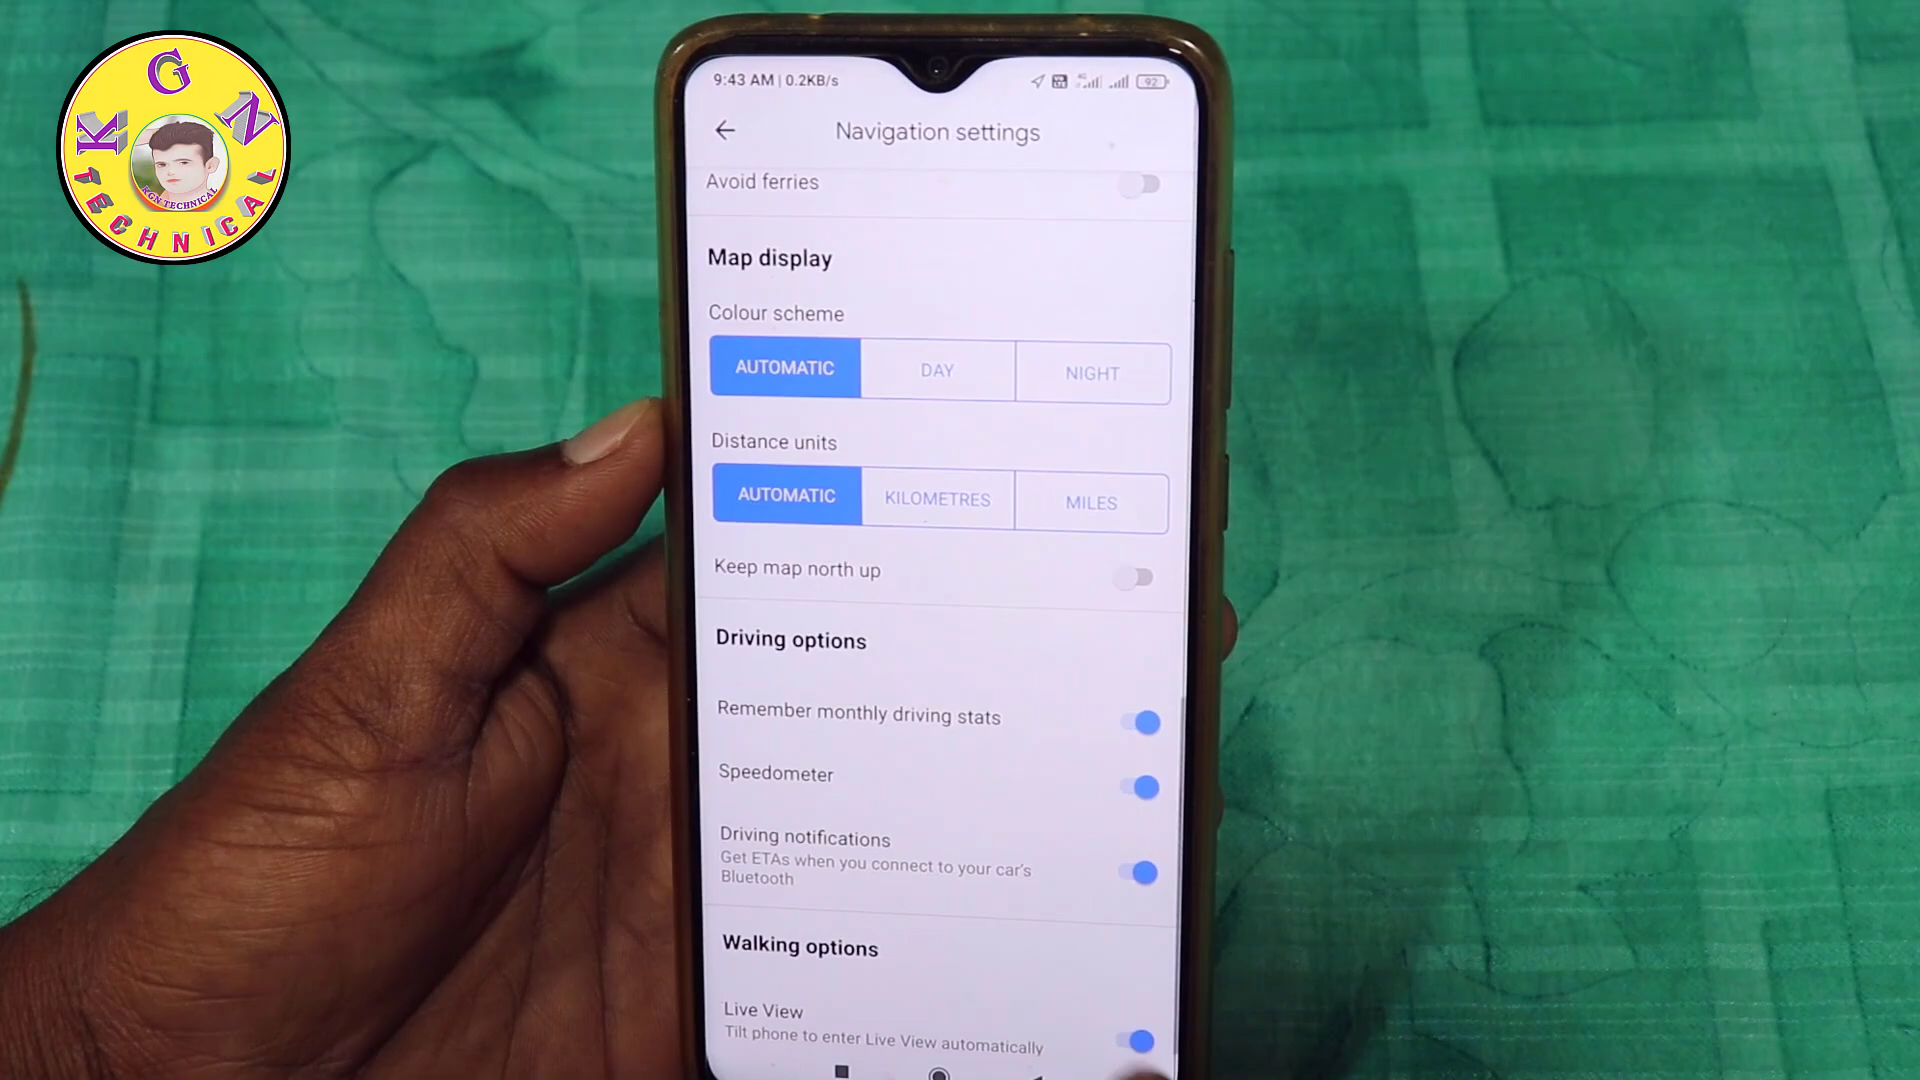 K G N
TECHNICAL
KGN TECHNICAL
9:43 AM | 0.2KB/s
4G
92
Navigation settings
Avoid ferries
Map display
Colour scheme
AUTOMATIC DAY NIGHT
Distance units
AUTOMATIC KILOMETRES MILES
Keep map north up
Driving options
Remember monthly driving stats
Speedometer
Driving notifications
Get ETAs when you connect to your car's
Bluetooth
Walking options
Live View
Tilt phone to enter Live View automatically